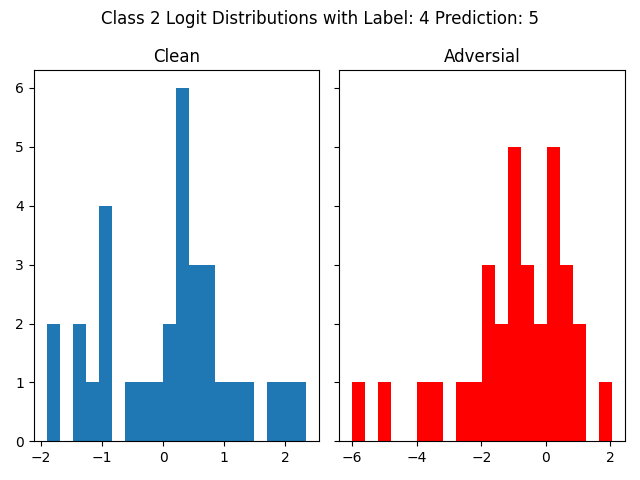 Class 2 Logit Distributions with Label: 4 Prediction: 5
Clean
Adversial
6
5
4
3
2
1
0
−2 −1 0 1 2
−6 −4 −2 0 2